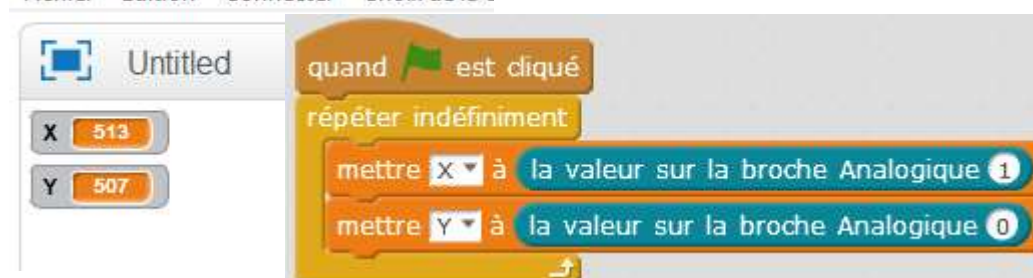 Untitled
X 513
Y 507
quand est cliqué
répéter indéfiniment
mettre X à la valeur sur la broche Analogique 1
mettre Y à la valeur sur la broche Analogique 0